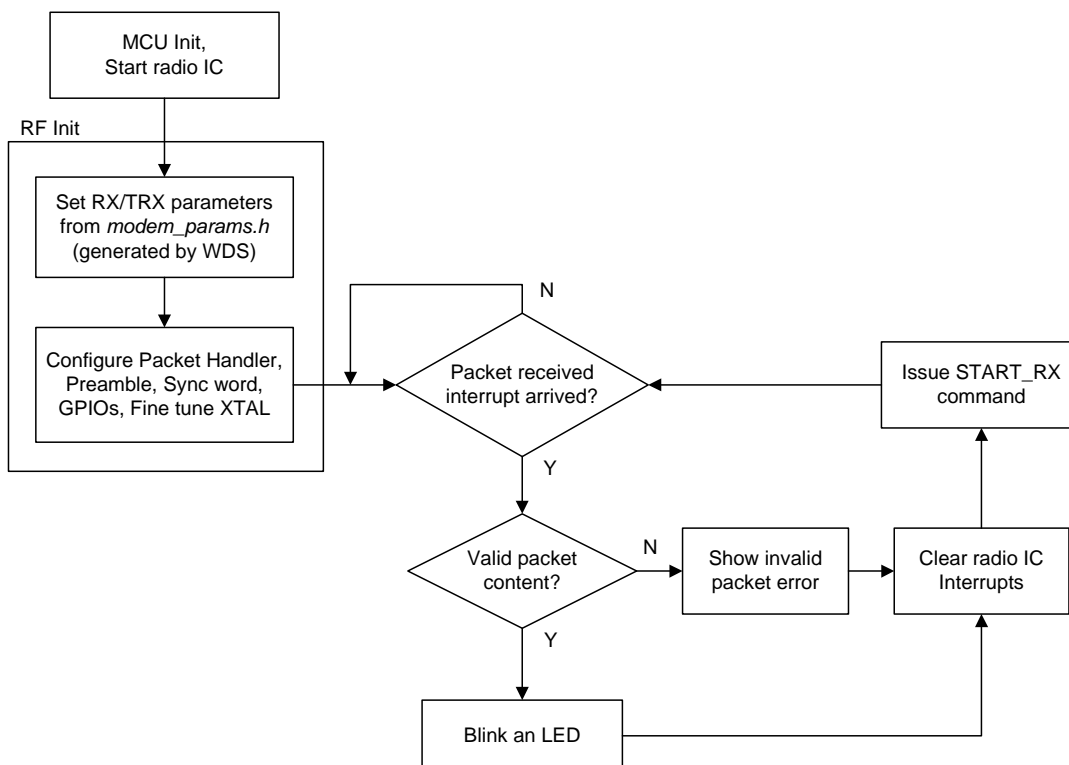 MCU Init,
Start radio IC
RF Init
Set RX/TRX parameters
from modem_params.h
(generated by WDS)
Configure Packet Handler,
Preamble, Sync word,
GPIOs, Fine tune XTAL
N
Packet received
interrupt arrived?
Y
Issue START_RX
command
Valid packet
content?
N
Show invalid
packet error
Clear radio IC
Interrupts
Y
Blink an LED